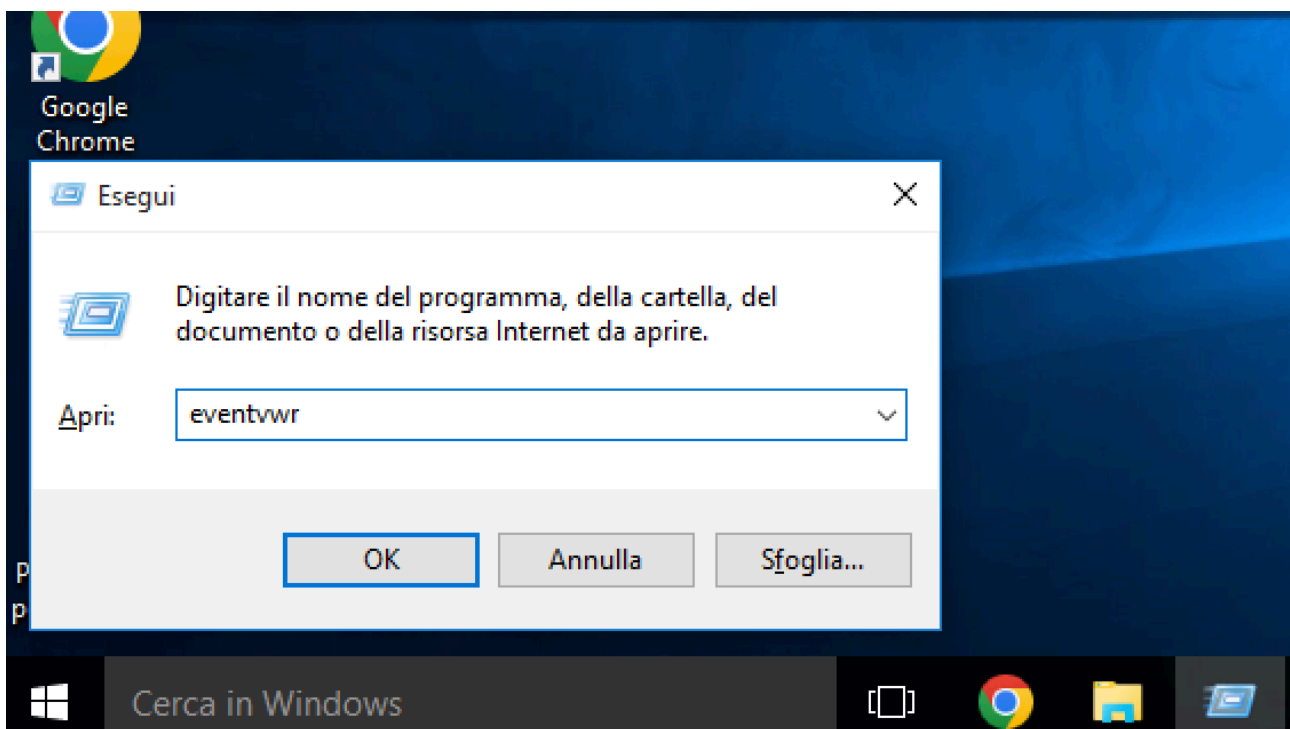 Google
Chrome
Esegui
Digitare il nome del programma, della cartella, del
documento o della risorsa Internet da aprire.
Apri:
eventvwr
OK
Annulla
Sfoglia...
p
p
Cerca in Windows